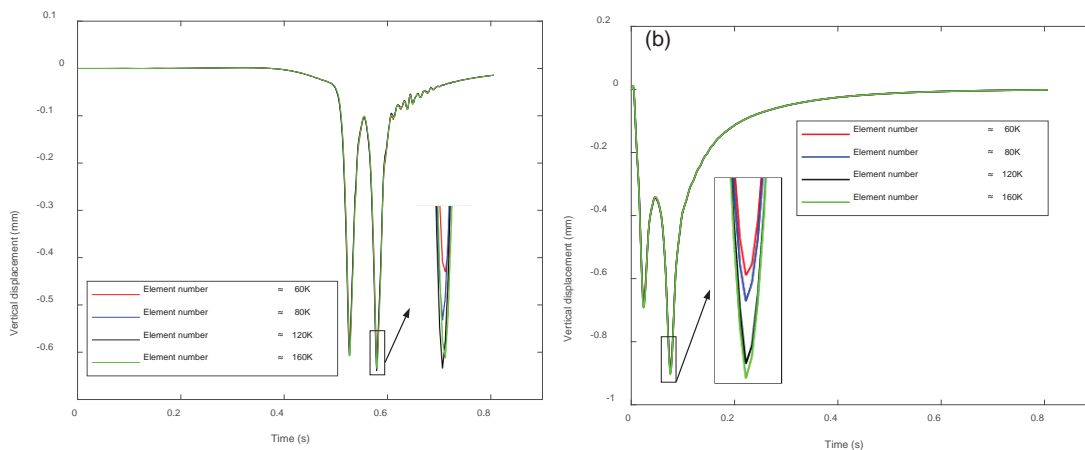 0.1
0
-0.1
-0.2
-0.3
-0.4
-0.5
-0.6
Vertical displacement (mm)
Element number ≈ 60K
Element number ≈ 80K
Element number ≈ 120K
Element number ≈ 160K
0 0.2 0.4 0.6 0.8
Time (s)
(b)
0.2
0
-0.2
-0.4
-0.6
-0.8
-1
Vertical displacement (mm)
Element number ≈ 60K
Element number ≈ 80K
Element number ≈ 120K
Element number ≈ 160K
0 0.2 0.4 0.6 0.8
Time (s)